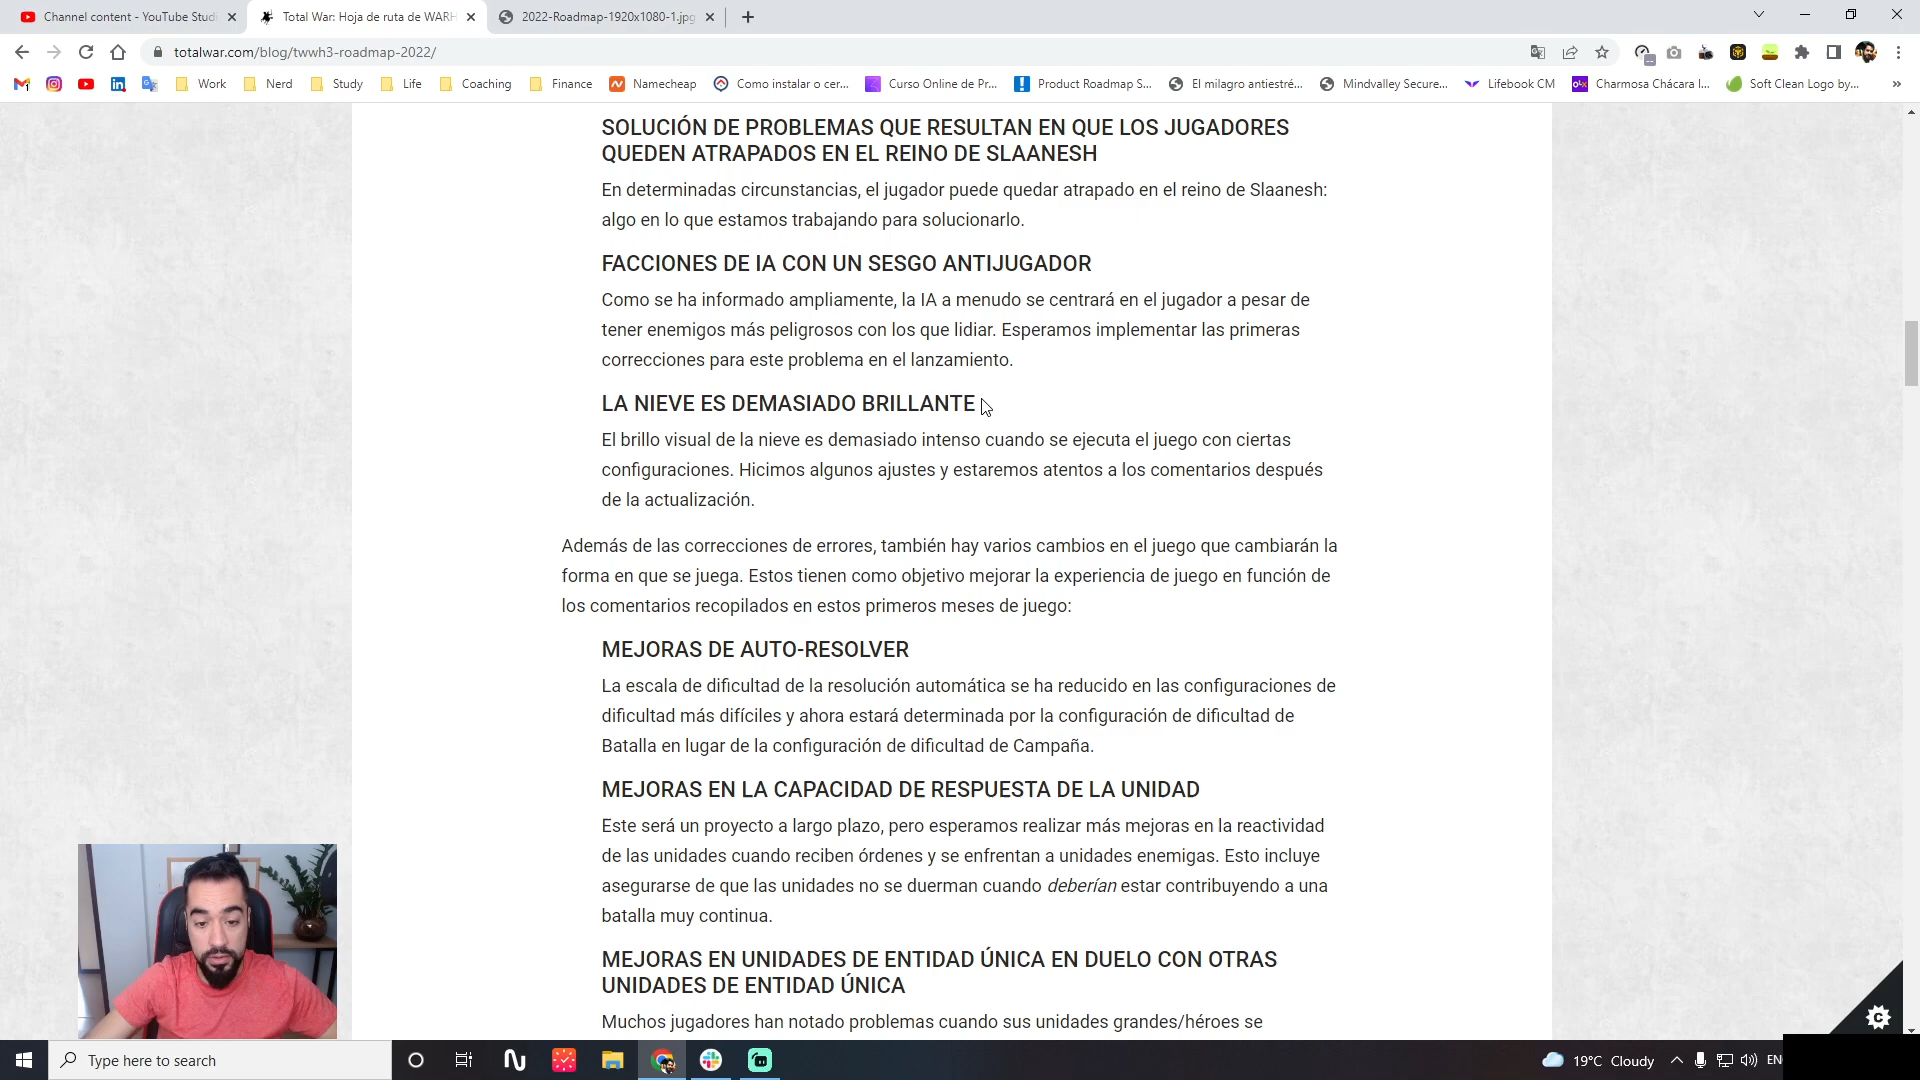 Channel content - YouTube Studi
Total War: Hoja de ruta de WARH
2022-Roadmap-1920x1080-1.jpg
totalwar.com/blog/twwh3-roadmap-2022/
Work
Nerd
Study
Life
Coaching
Finance
Namecheap
Como instalar o cer...
Curso Online de Pr...
Product Roadmap S...
El milagro antiestré...
Mindvalley Secure...
Lifebook CM
Charmosa Chácara I...
Soft Clean Logo by...
SOLUCIÓN DE PROBLEMAS QUE RESULTAN EN QUE LOS JUGADORES
QUEDEN ATRAPADOS EN EL REINO DE SLAANESH
En determinadas circunstancias, el jugador puede quedar atrapado en el reino de Slaanesh:
algo en lo que estamos trabajando para solucionarlo.
FACCIONES DE IA CON UN SESGO ANTIJUGADOR
Como se ha informado ampliamente, la IA a menudo se centrará en el jugador a pesar de
tener enemigos más peligrosos con los que lidiar. Esperamos implementar las primeras
correcciones para este problema en el lanzamiento.
LA NIEVE ES DEMASIADO BRILLANTE
El brillo visual de la nieve es demasiado intenso cuando se ejecuta el juego con ciertas
configuraciones. Hicimos algunos ajustes y estaremos atentos a los comentarios después
de la actualización.
Además de las correcciones de errores, también hay varios cambios en el juego que cambiarán la
forma en que se juega. Estos tienen como objetivo mejorar la experiencia de juego en función de
los comentarios recopilados en estos primeros meses de juego:
MEJORAS DE AUTO-RESOLVER
La escala de dificultad de la resolución automática se ha reducido en las configuraciones de
dificultad más difíciles y ahora estará determinada por la configuración de dificultad de
Batalla en lugar de la configuración de dificultad de Campaña.
MEJORAS EN LA CAPACIDAD DE RESPUESTA DE LA UNIDAD
Este será un proyecto a largo plazo, pero esperamos realizar más mejoras en la reactividad
de las unidades cuando reciben órdenes y se enfrentan a unidades enemigas. Esto incluye
asegurarse de que las unidades no se duerman cuando deberían estar contribuyendo a una
batalla muy continua.
MEJORAS EN UNIDADES DE ENTIDAD ÚNICA EN DUELO CON OTRAS
UNIDADES DE ENTIDAD ÚNICA
Muchos jugadores han notado problemas cuando sus unidades grandes/héroes se
Type here to search
19°C Cloudy
EN